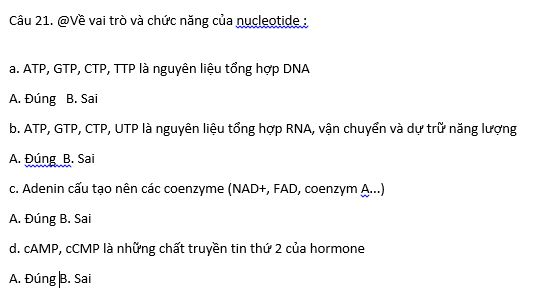 Câu 21. @Về vai trò và chức năng của nucleotide :
a. ATP, GTP, CTP, TTP là nguyên liệu tổng hợp DNA
A. Đúng B. Sai
b. ATP, GTP, CTP, UTP là nguyên liệu tổng hợp RNA, vận chuyển và dự trữ năng lượng
A. Đúng B. Sai
c. Adenin cấu tạo nên các coenzyme (NAD+, FAD, coenzym A...)
A. Đúng B. Sai
d. cAMP, cCMP là những chất truyền tin thứ 2 của hormone
A. Đúng B. Sai